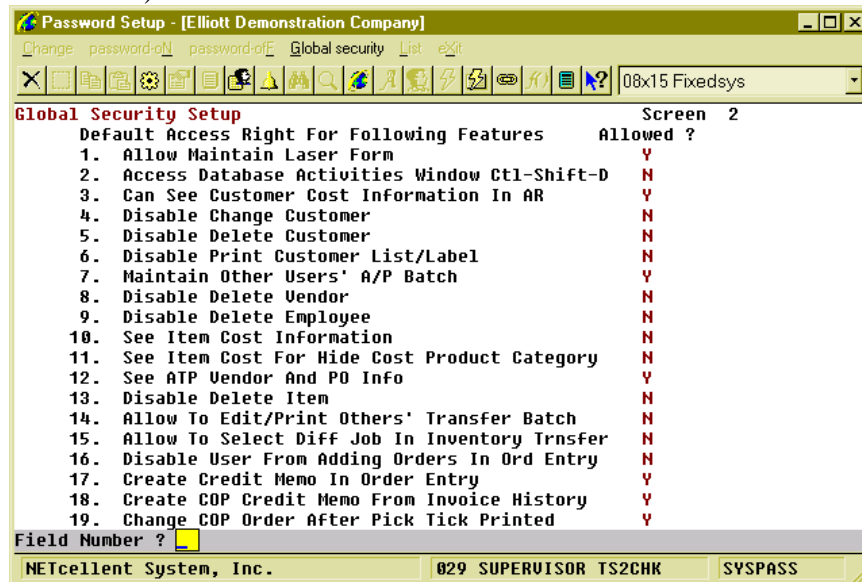 Password Setup - [Elliott Demonstration Company]
Change password-oN password-ofF Global security List eXit
08x15 Fixedsys
Global Security Setup Screen 2
Default Access Right For Following Features Allowed ?
1. Allow Maintain Laser Form Y
2. Access Database Activities Window Ctl-Shift-D N
3. Can See Customer Cost Information In AR Y
4. Disable Change Customer N
5. Disable Delete Customer N
6. Disable Print Customer List/Label N
7. Maintain Other Users' A/P Batch Y
8. Disable Delete Vendor N
9. Disable Delete Employee N
10. See Item Cost Information N
11. See Item Cost For Hide Cost Product Category N
12. See ATP Vendor And PO Info Y
13. Disable Delete Item N
14. Allow To Edit/Print Others' Transfer Batch N
15. Allow To Select Diff Job In Inventory Trnsfer N
16. Disable User From Adding Orders In Ord Entry N
17. Create Credit Memo In Order Entry Y
18. Create COP Credit Memo From Invoice History Y
19. Change COP Order After Pick Tick Printed Y
Field Number ?
NETcellent System, Inc. 029 SUPERVISOR TS2CHK SYSPASS